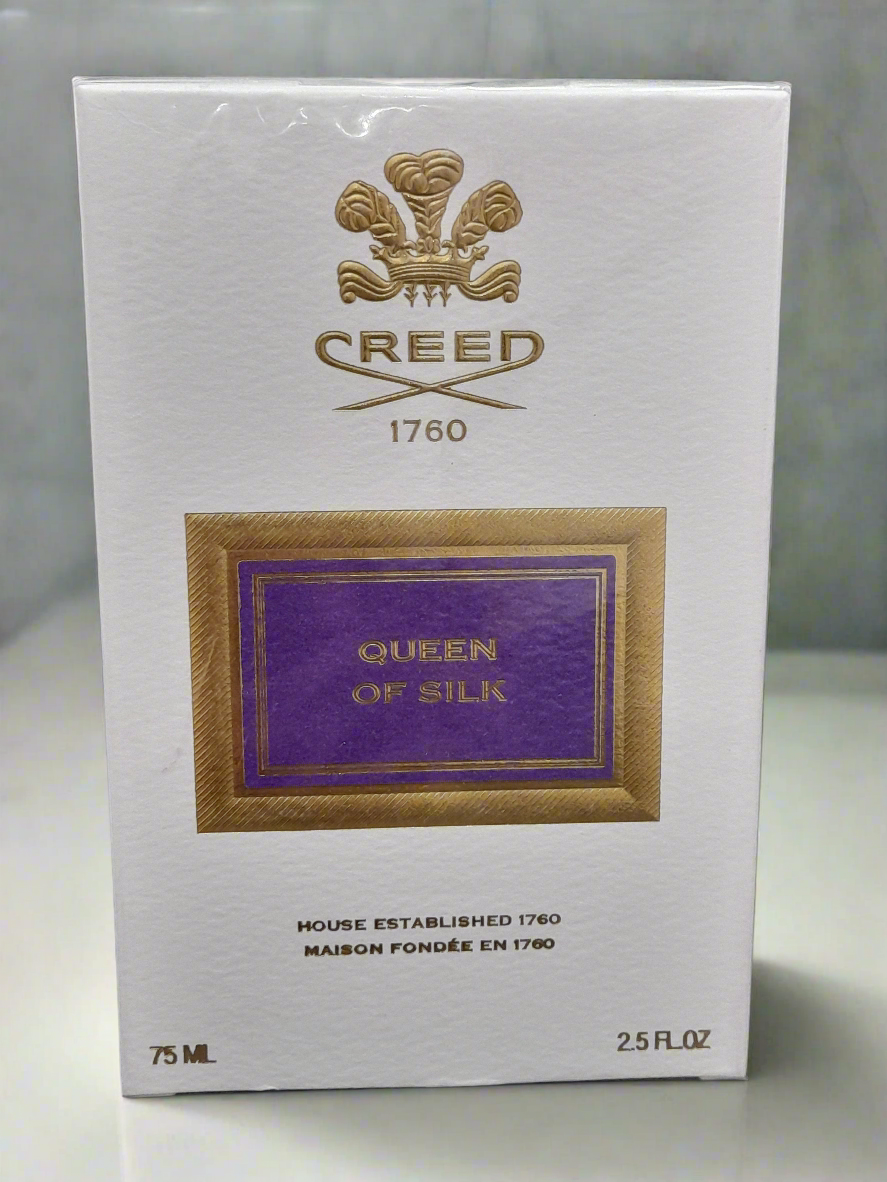 CREED
1760
QUEEN
OF SILK
HOUSE ESTABLISHED 1760
MAISON FONDÉE EN 1760
75 ML
2.5 FL.OZ